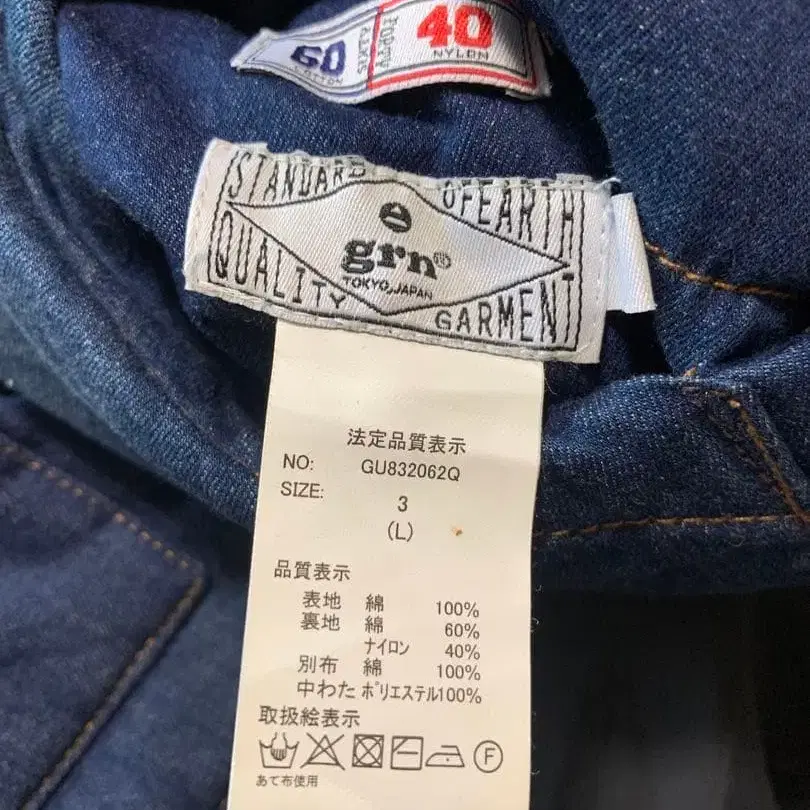 60 40
COTTON NYLON
STANDARD OF EARTH
e
grn®
TOKYO, JAPAN
QUALITY GARMENT
法定品質表示
NO: GU832062Q
SIZE: 3
(L)
品質表示
表地 綿 100%
裏地 綿 60%
ナイロン 40%
別布 綿 100%
中わた ポリエステル100%
取扱絵表示
F
あて布使用